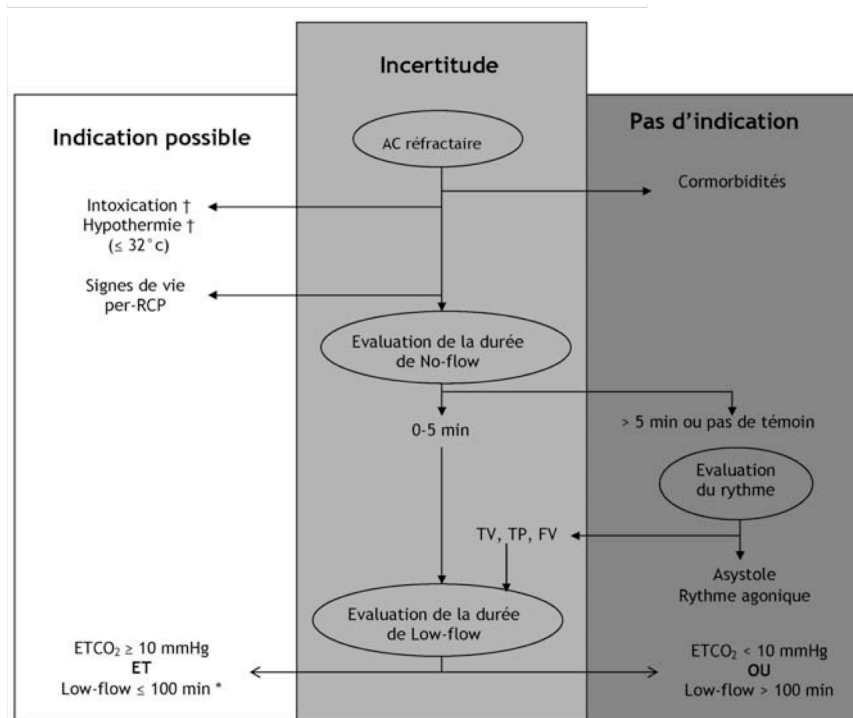 Incertitude
Indication possible
Pas d'indication
AC réfractaire
Cormorbidités
Intoxication †
Hypothermie †
(≤ 32°c)
Signes de vie
per-RCP
Evaluation de la durée
de No-flow
0-5 min
> 5 min ou pas de témoin
Evaluation
du rythme
TV, TP, FV
Asystole
Rythme agonique
Evaluation de la durée
de Low-flow
ETCO₂ ≥ 10 mmHg
ET
Low-flow ≤ 100 min *
ETCO₂ < 10 mmHg
OU
Low-flow > 100 min